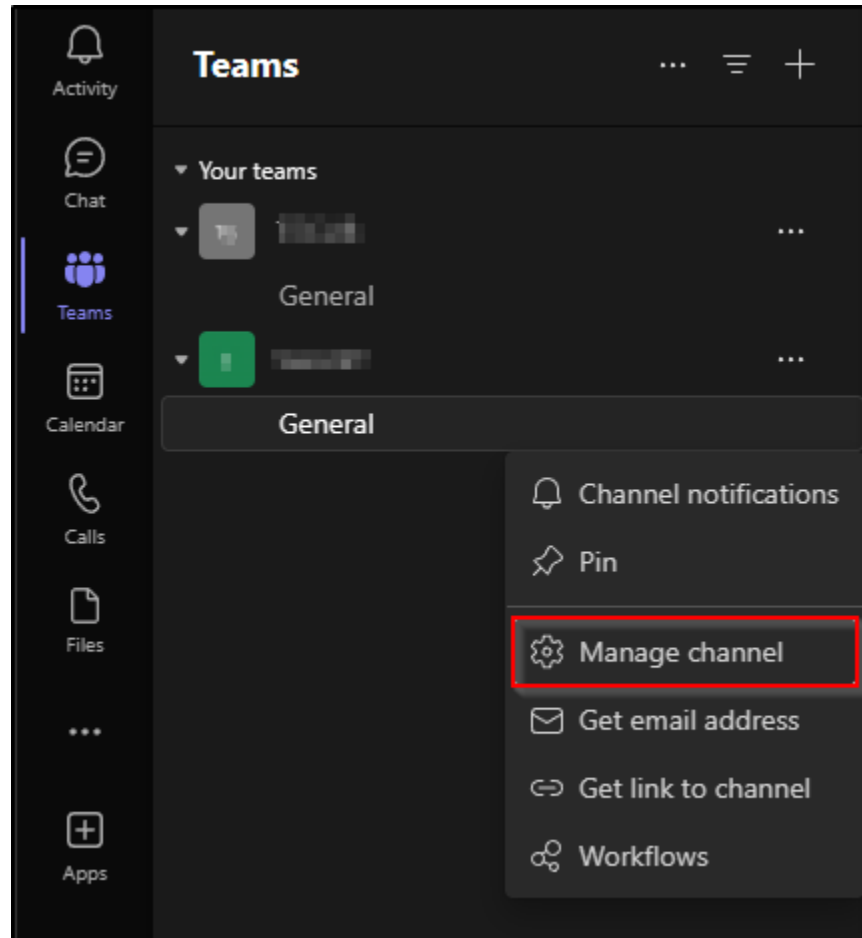 Activity
Chat
Teams
Calendar
Calls
Files
Apps
Teams
Your teams
General
General
Channel notifications
Pin
Manage channel
Get email address
Get link to channel
Workflows